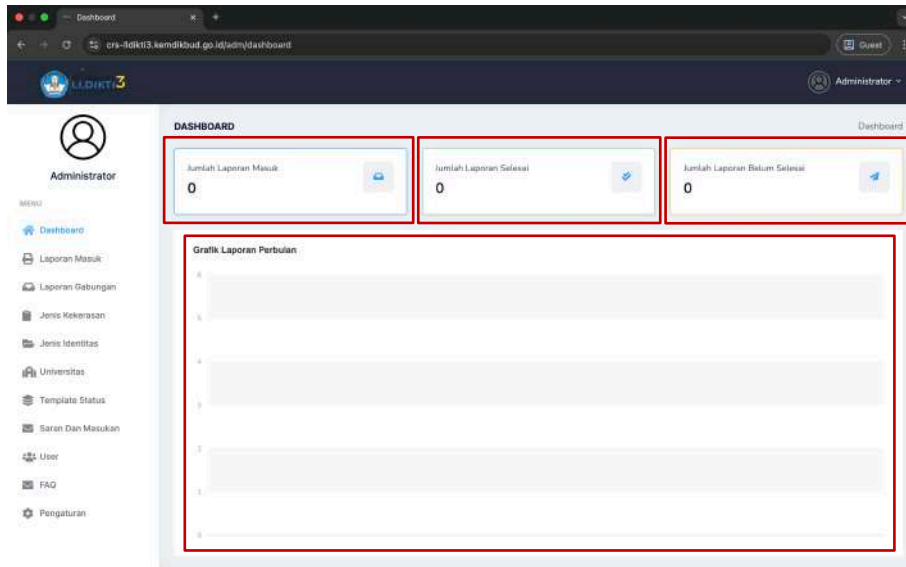 Dashboard
crs-lldikti3.kemdikbud.go.id/adm/dashboard
Guest
LLDIKTI3
Administrator
Administrator
MENU
Dashboard
Laporan Masuk
Laporan Gabungan
Jenis Kekerasan
Jenis Identitas
Universitas
Template Status
Saran Dan Masukan
User
FAQ
Pengaturan
DASHBOARD
Dashboard
Jumlah Laporan Masuk
0
Jumlah Laporan Selesai
0
Jumlah Laporan Belum Selesai
0
Grafik Laporan Perbulan
6
5
4
3
2
1
0